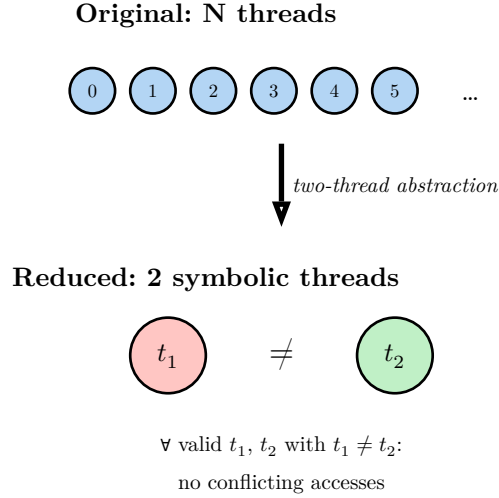 Original: N threads
0 1 2 3 4 5 ...
two-thread abstraction
Reduced: 2 symbolic threads
t₁ ≠ t₂
∀ valid t₁, t₂ with t₁ ≠ t₂:
no conflicting accesses